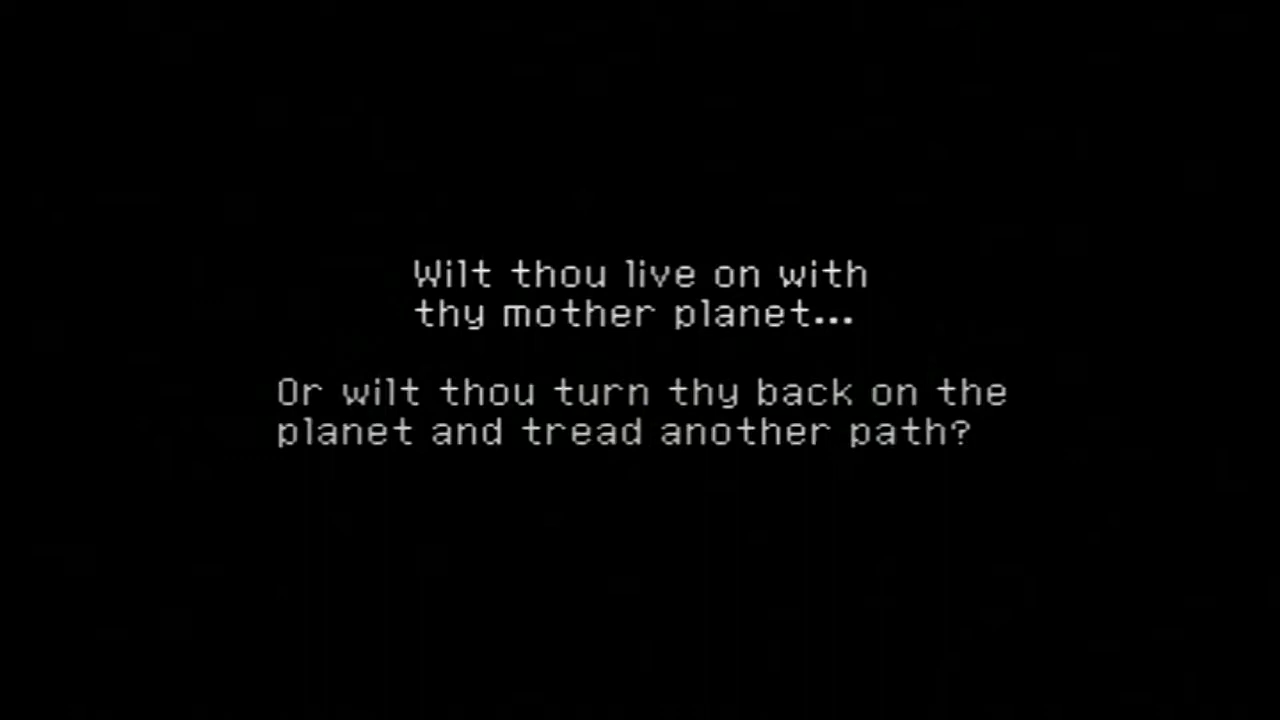 Wilt thou live on with
thy mother planet...
Or wilt thou turn thy back on the
planet and tread another path?